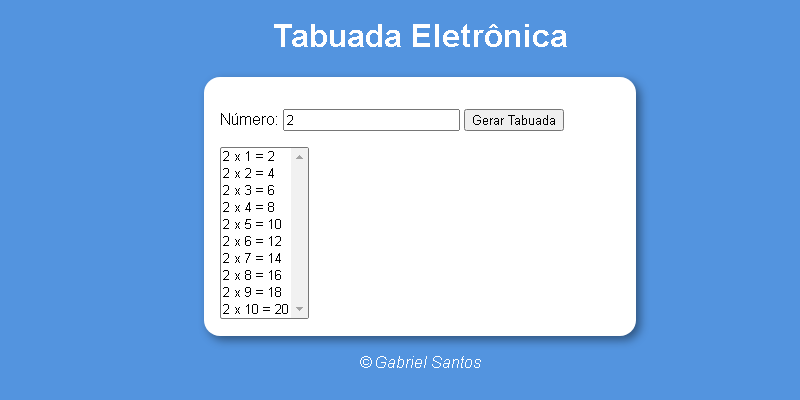 Tabuada Eletrônica
Número: 2 Gerar Tabuada
2 x 1 = 2
2 x 2 = 4
2 x 3 = 6
2 x 4 = 8
2 x 5 = 10
2 x 6 = 12
2 x 7 = 14
2 x 8 = 16
2 x 9 = 18
2 x 10 = 20
© Gabriel Santos